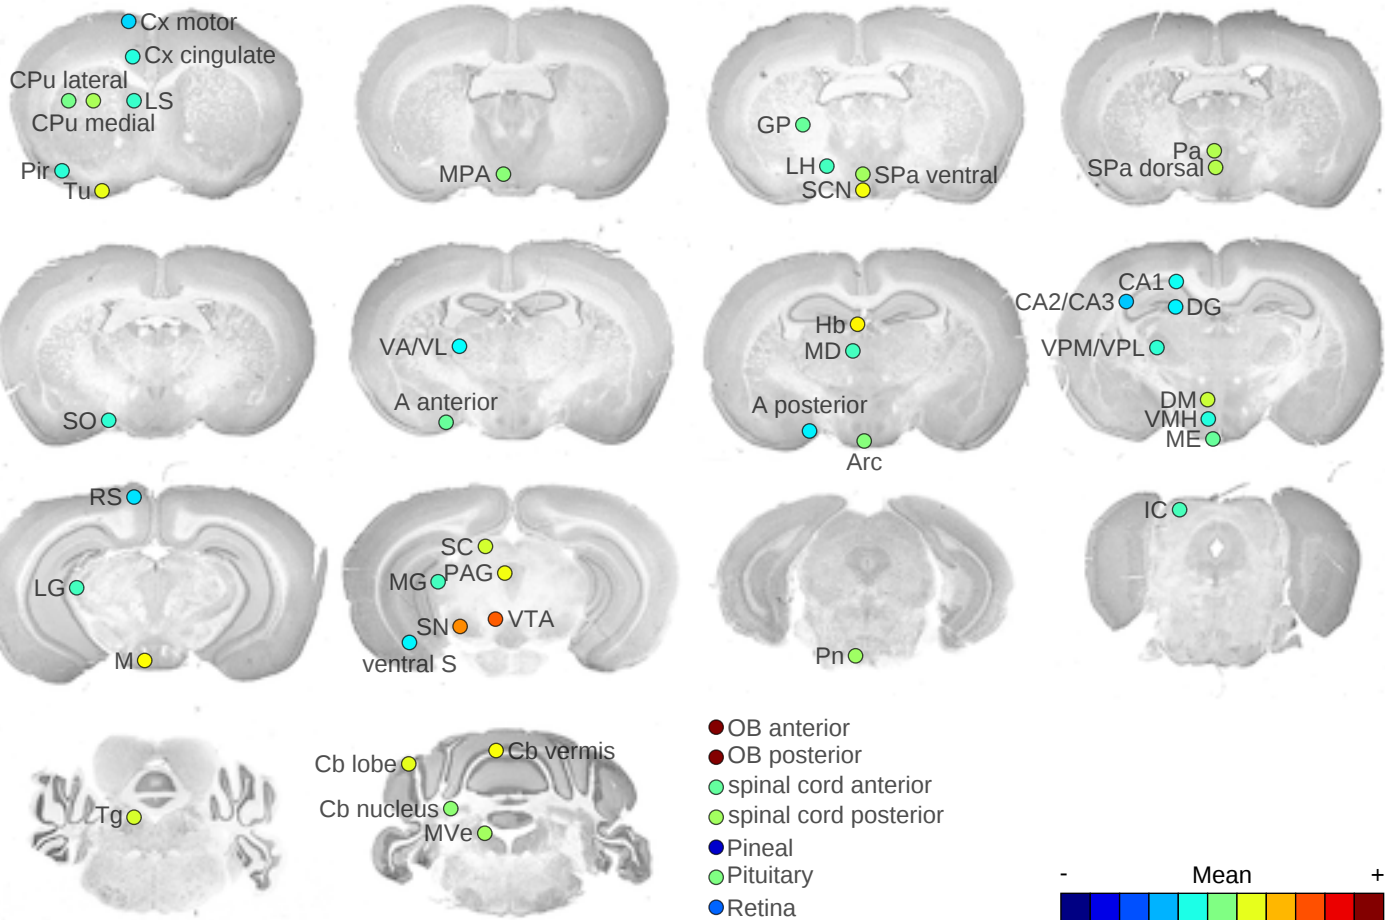 Cx motor
Cx cingulate
CPu lateral
LS
CPu medial
Pir
Tu
MPA
GP
LH
SPa ventral
SCN
Pa
SPa dorsal
SO
VA/VL
A anterior
Hb
MD
A posterior
Arc
CA1
CA2/CA3
DG
VPM/VPL
DM
VMH
ME
RS
LG
M
SC
MG
PAG
SN
VTA
ventral S
Pn
IC
Tg
Cb lobe
Cb vermis
Cb nucleus
MVe
OB anterior
OB posterior
spinal cord anterior
spinal cord posterior
Pineal
Pituitary
Retina
- Mean +